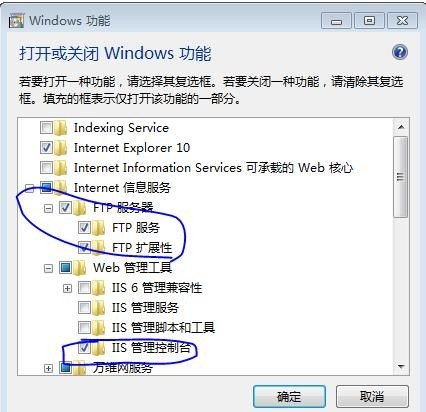 Windows 功能
打开或关闭 Windows 功能
若要打开一种功能，请选择其复选框。若要关闭一种功能，请清除其复选
框。填充的框表示仅打开该功能的一部分。
Indexing Service
Internet Explorer 10
Internet Information Services 可承载的 Web 核心
Internet 信息服务
FTP 服务器
FTP 服务
FTP 扩展性
Web 管理工具
IIS 6 管理兼容性
IIS 管理服务
IIS 管理脚本和工具
IIS 管理控制台
万维网服务
确定
取消